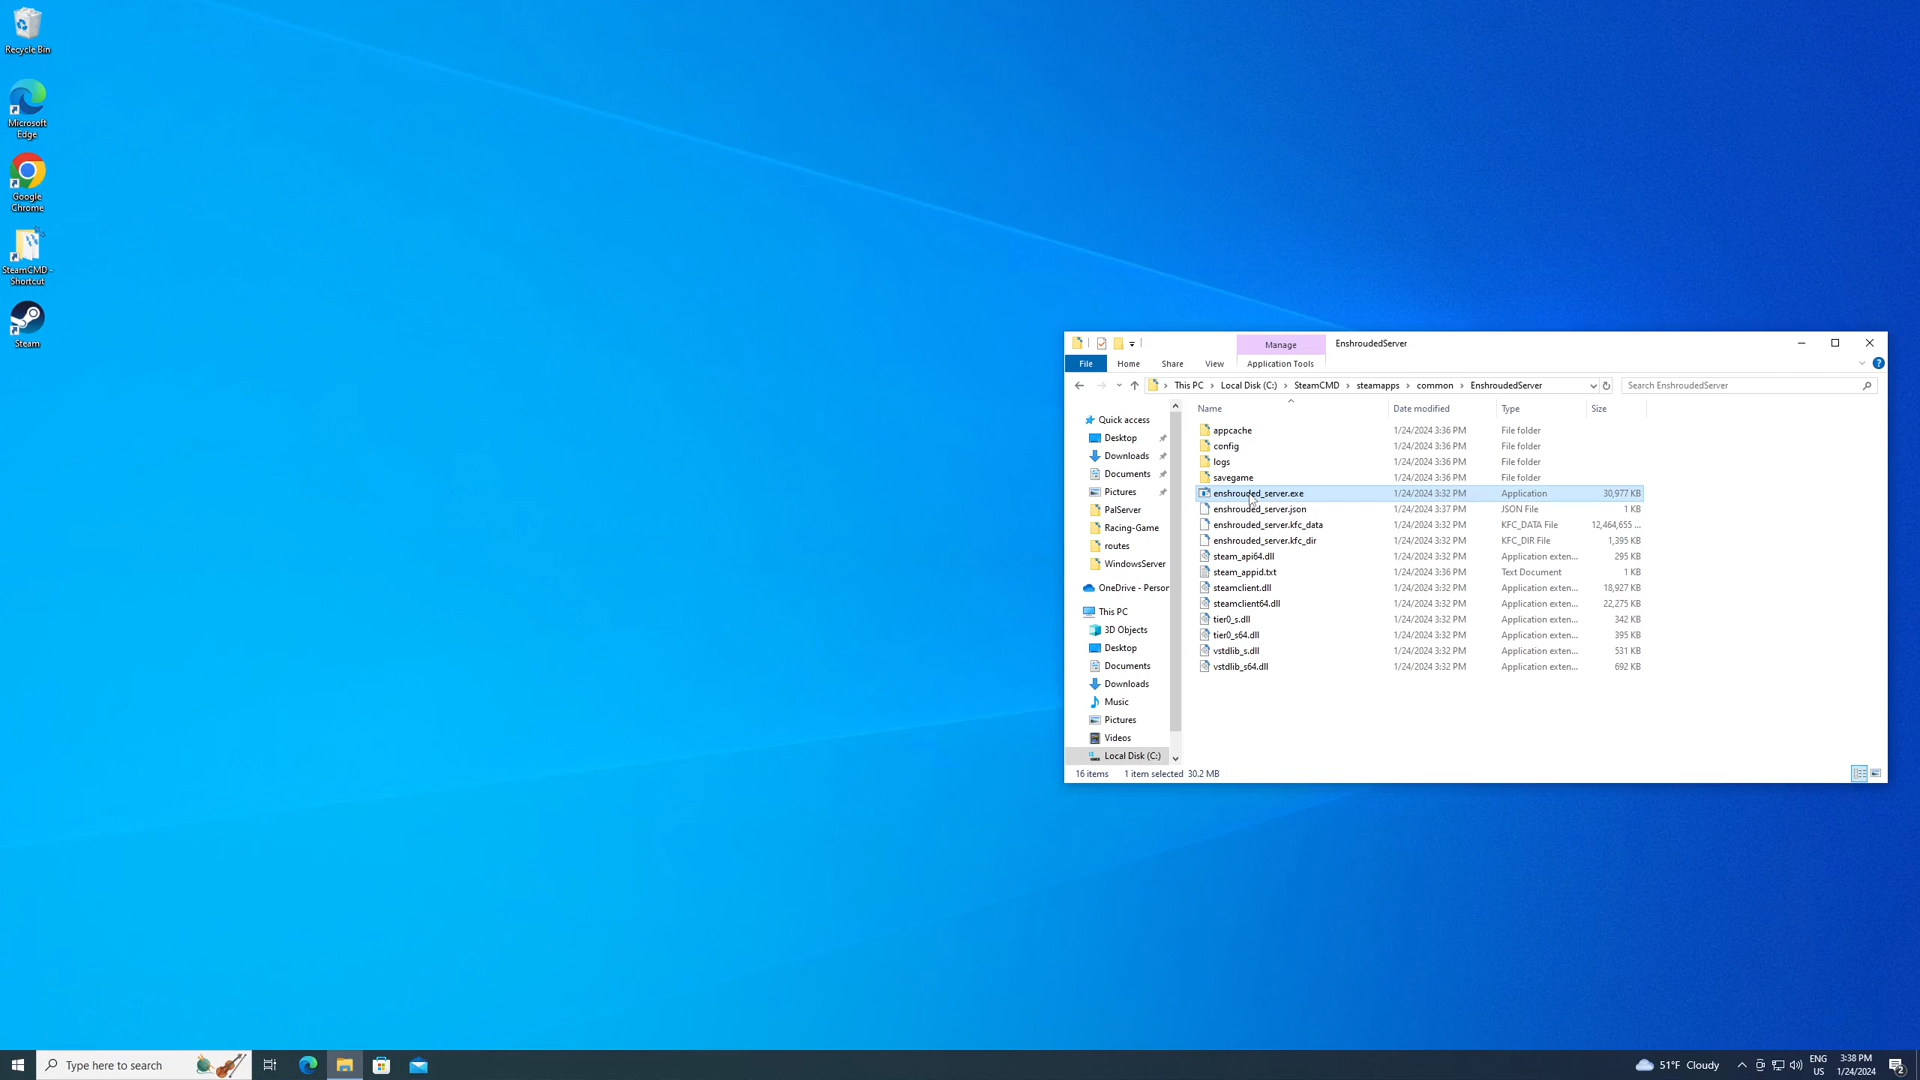 Recycle Bin
Microsoft
Edge
Google
Chrome
SteamCMD -
Shortcut
Steam
Manage
EnshroudedServer
File
Home
Share
View
Application Tools
This PC
Local Disk (C:)
SteamCMD
steamapps
common
EnshroudedServer
Search EnshroudedServer
Name
Date modified
Type
Size
Quick access
Desktop
Downloads
Documents
Pictures
PalServer
Racing-Game
routes
WindowsServer
OneDrive - Person
This PC
3D Objects
Desktop
Documents
Downloads
Music
Pictures
Videos
Local Disk (C:)
appcache 1/24/2024 3:36 PM File folder
config 1/24/2024 3:36 PM File folder
logs 1/24/2024 3:36 PM File folder
savegame 1/24/2024 3:36 PM File folder
enshrouded_server.exe 1/24/2024 3:32 PM Application 30,977 KB
enshrouded_server.json 1/24/2024 3:37 PM JSON File 1 KB
enshrouded_server.kfc_data 1/24/2024 3:32 PM KFC_DATA File 12,464,655 ...
enshrouded_server.kfc_dir 1/24/2024 3:32 PM KFC_DIR File 1,395 KB
steam_api64.dll 1/24/2024 3:32 PM Application exten... 295 KB
steam_appid.txt 1/24/2024 3:36 PM Text Document 1 KB
steamclient.dll 1/24/2024 3:32 PM Application exten... 18,927 KB
steamclient64.dll 1/24/2024 3:32 PM Application exten... 22,275 KB
tier0_s.dll 1/24/2024 3:32 PM Application exten... 342 KB
tier0_s64.dll 1/24/2024 3:32 PM Application exten... 395 KB
vstdlib_s.dll 1/24/2024 3:32 PM Application exten... 531 KB
vstdlib_s64.dll 1/24/2024 3:32 PM Application exten... 692 KB
16 items 1 item selected 30.2 MB
Type here to search
51°F Cloudy
ENG
US
3:38 PM
1/24/2024
2